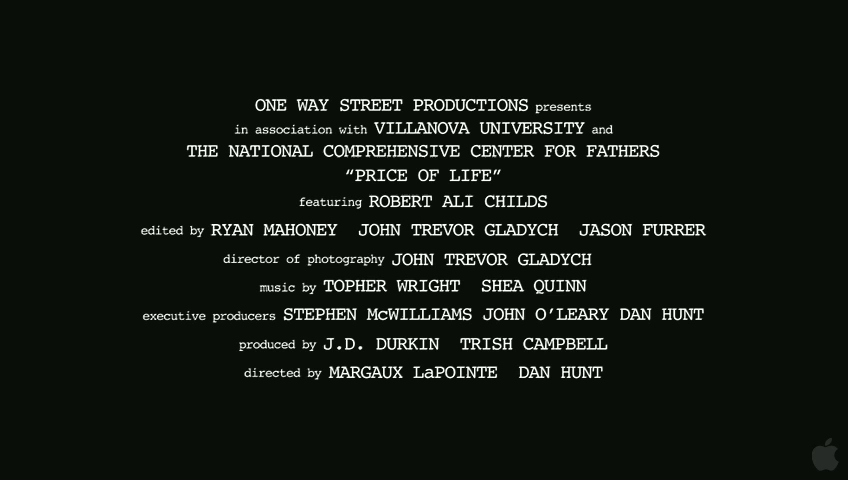 ONE WAY STREET PRODUCTIONS presents
in association with VILLANOVA UNIVERSITY and
THE NATIONAL COMPREHENSIVE CENTER FOR FATHERS
“PRICE OF LIFE”
featuring ROBERT ALI CHILDS
edited by RYAN MAHONEY JOHN TREVOR GLADYCH JASON FURRER
director of photography JOHN TREVOR GLADYCH
music by TOPHER WRIGHT SHEA QUINN
executive producers STEPHEN McWILLIAMS JOHN O’LEARY DAN HUNT
produced by J.D. DURKIN TRISH CAMPBELL
directed by MARGAUX LaPOINTE DAN HUNT